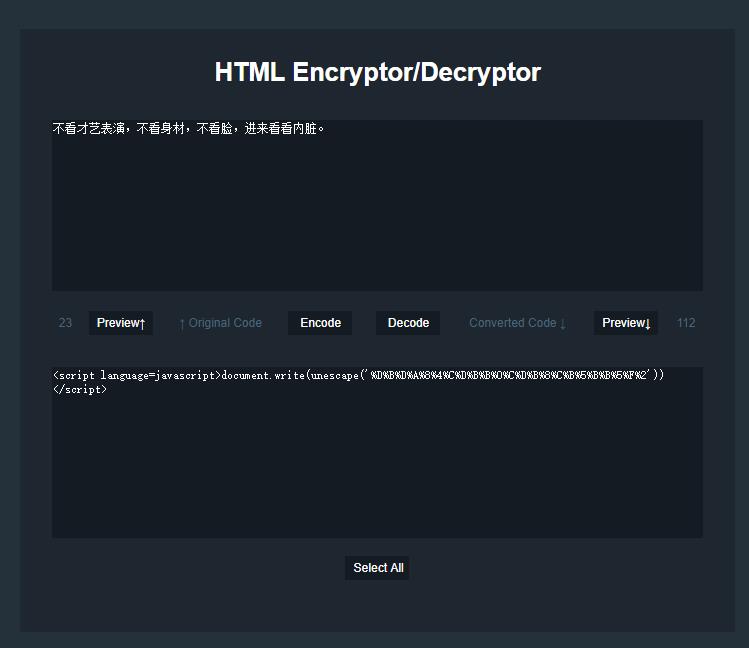 HTML Encryptor/Decryptor
不看才艺表演，不看身材，不看脸，进来看看内脏。
23 Preview↑ ↑ Original Code Encode Decode Converted Code ↓ Preview↓ 112
<script language=javascript>document.write(unescape('%D%B%D%A%8%4%C%D%B%B%0%C%D%B%8%C%B%5%B%B%5%F%2'))
</script>
Select All